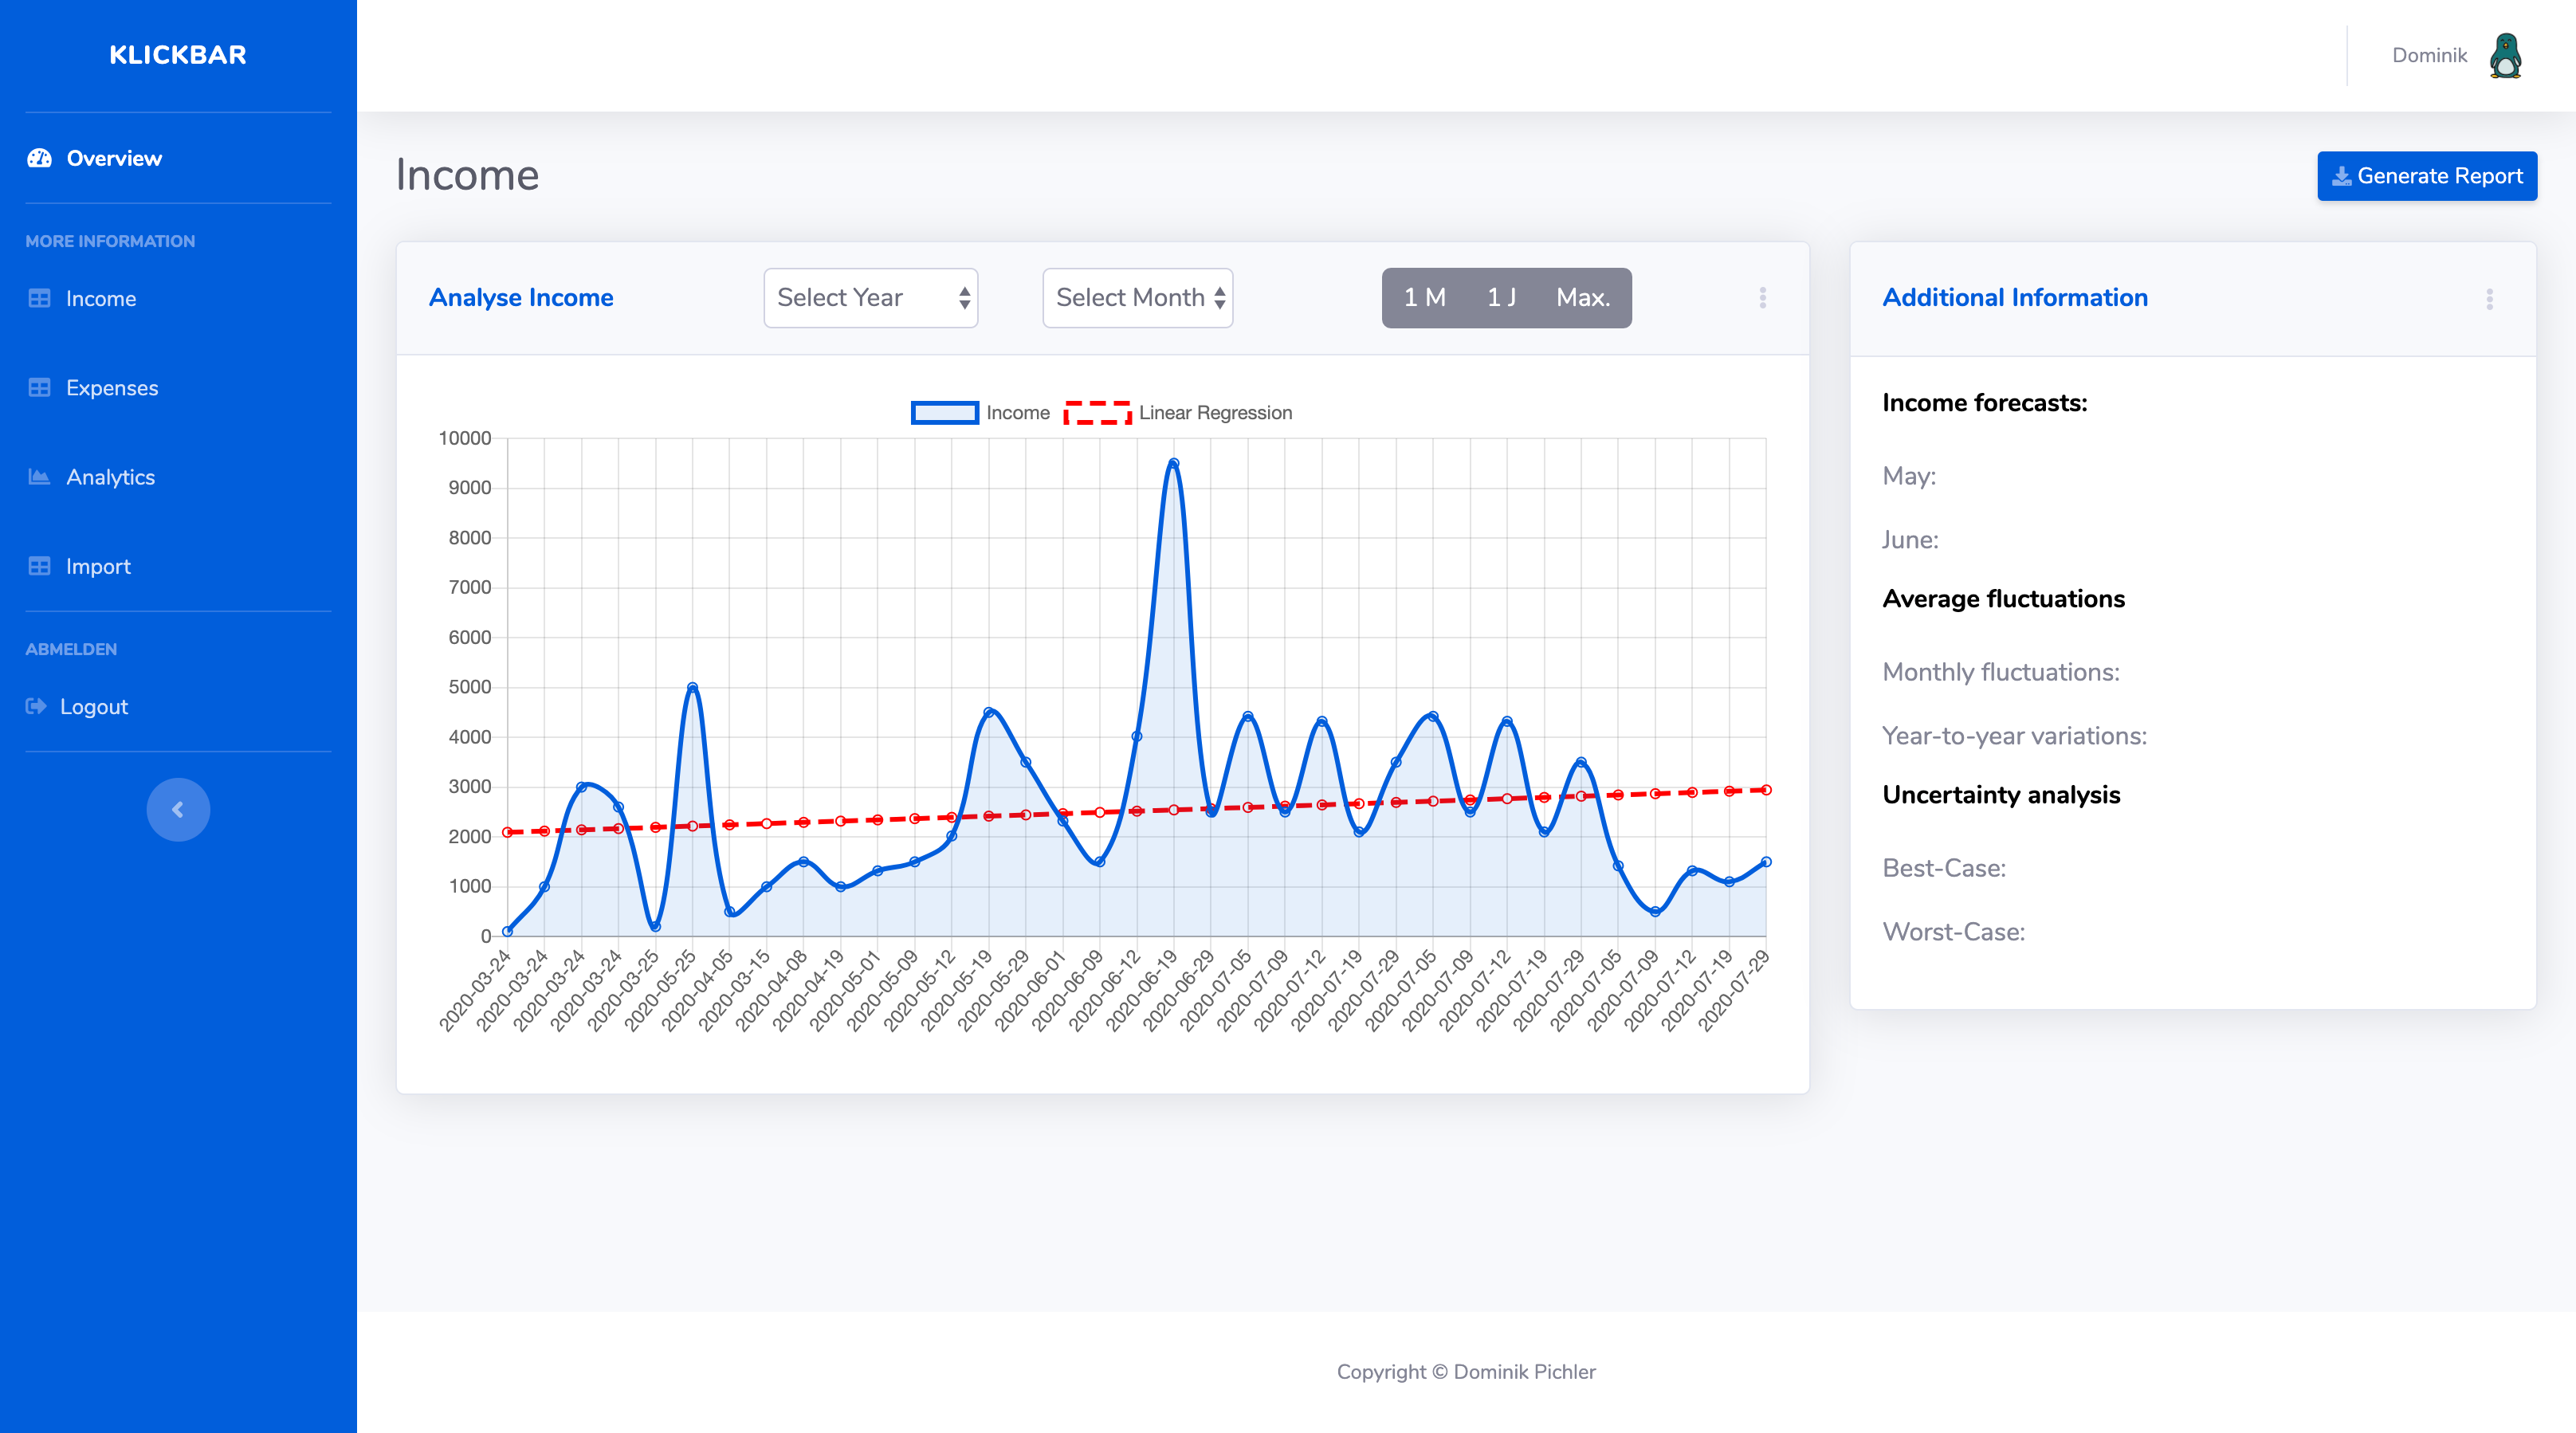 KLICKBAR
Dominik
Overview
MORE INFORMATION
Income
Expenses
Analytics
Import
ABMELDEN
Logout
Income
Generate Report
Analyse Income
Select Year
Select Month
1 M 1 J Max.
Income Linear Regression
10000
9000
8000
7000
6000
5000
4000
3000
2000
1000
0
2020-03-24
2020-03-24
2020-03-24
2020-03-24
2020-03-25
2020-05-25
2020-04-05
2020-03-15
2020-04-08
2020-04-19
2020-05-01
2020-05-09
2020-05-12
2020-05-19
2020-05-29
2020-06-01
2020-06-09
2020-06-12
2020-06-19
2020-06-29
2020-07-05
2020-07-09
2020-07-12
2020-07-19
2020-07-29
2020-07-05
2020-07-09
2020-07-12
2020-07-19
2020-07-29
2020-07-05
2020-07-09
2020-07-12
2020-07-19
2020-07-29
Additional Information
Income forecasts:
May:
June:
Average fluctuations
Monthly fluctuations:
Year-to-year variations:
Uncertainty analysis
Best-Case:
Worst-Case:
Copyright © Dominik Pichler